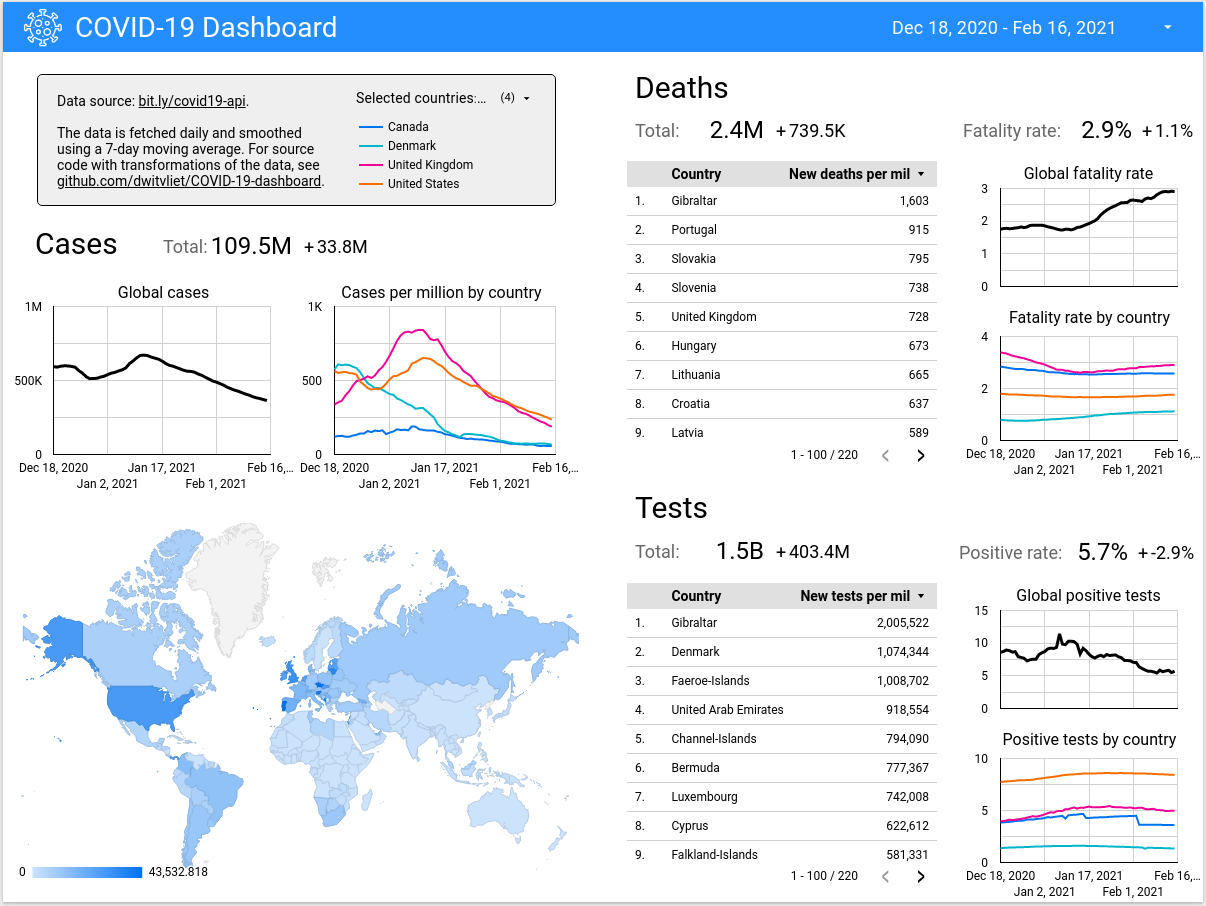 COVID-19 Dashboard
Dec 18, 2020 - Feb 16, 2021
Data source: bit.ly/covid19-api.
The data is fetched daily and smoothed
using a 7-day moving average. For source
code with transformations of the data, see
github.com/dwitvliet/COVID-19-dashboard.
Selected countries:... (4)
Canada
Denmark
United Kingdom
United States
Cases
Total: 109.5M +33.8M
Global cases
1M
500K
0
Dec 18, 2020 Jan 17, 2021 Feb 16,...
Jan 2, 2021 Feb 1, 2021
Cases per million by country
1K
500
0
Dec 18, 2020 Jan 17, 2021 Feb 16,...
Jan 2, 2021 Feb 1, 2021
0 43,532.818
Deaths
Total: 2.4M +739.5K
Fatality rate: 2.9% +1.1%
Country New deaths per mil
1. Gibraltar 1,603
2. Portugal 915
3. Slovakia 795
4. Slovenia 738
5. United Kingdom 728
6. Hungary 673
7. Lithuania 665
8. Croatia 637
9. Latvia 589
1 - 100 / 220
Global fatality rate
3
2
1
0
Fatality rate by country
4
2
0
Dec 18, 2020 Jan 17, 2021 Feb 16,...
Jan 2, 2021 Feb 1, 2021
Tests
Total: 1.5B +403.4M
Positive rate: 5.7% +-2.9%
Country New tests per mil
1. Gibraltar 2,005,522
2. Denmark 1,074,344
3. Faeroe-Islands 1,008,702
4. United Arab Emirates 918,554
5. Channel-Islands 794,090
6. Bermuda 777,367
7. Luxembourg 742,008
8. Cyprus 622,612
9. Falkland-Islands 581,331
1 - 100 / 220
Global positive tests
15
10
5
0
Positive tests by country
10
5
0
Dec 18, 2020 Jan 17, 2021 Feb 16,...
Jan 2, 2021 Feb 1, 2021